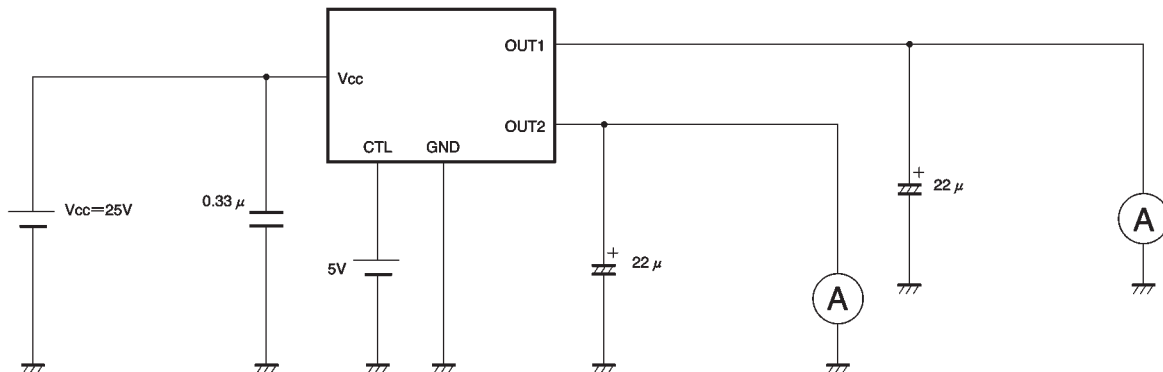 OUT1
Vcc
OUT2
CTL GND
Vcc=25V
0.33 μ
5V
+
22 μ
+
22 μ
A
A